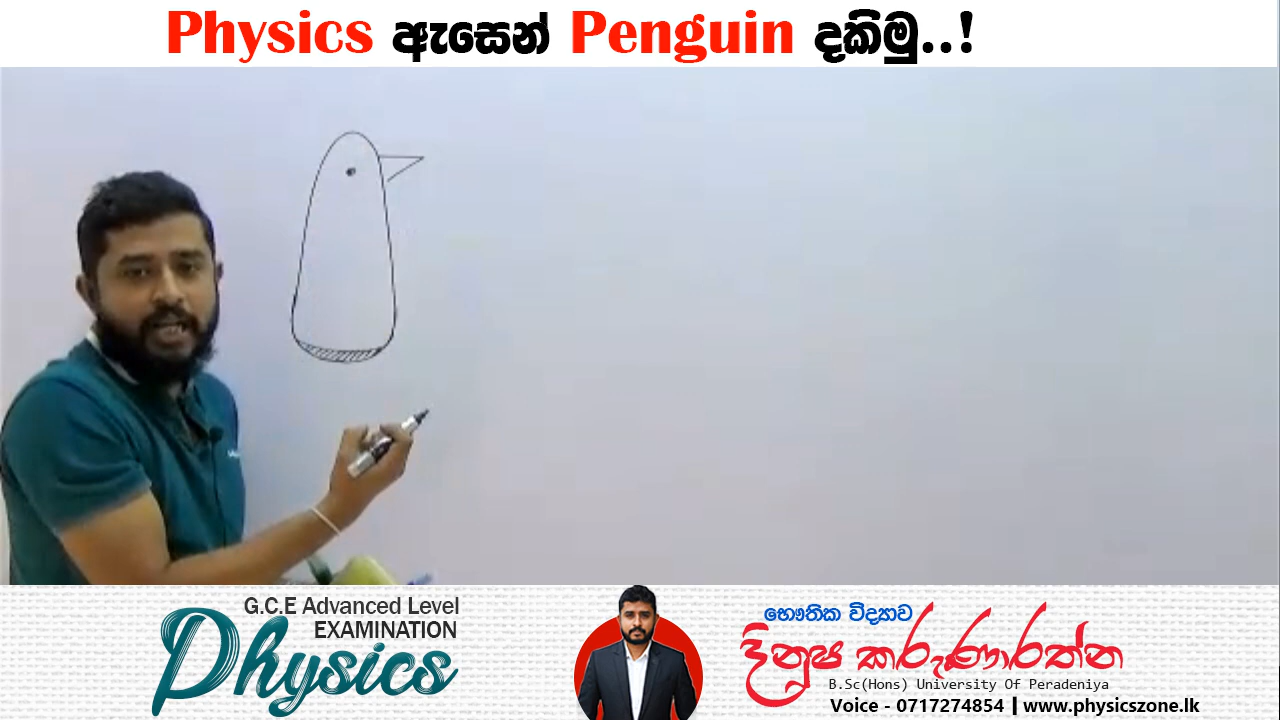 Physics ඇසෙන් Penguin දකිමු..!
G.C.E Advanced Level
EXAMINATION
Physics
භෞතික විද්‍යාව
දිනුෂ කරුණාරත්න
B.Sc(Hons) University Of Peradeniya
Voice - 0717274854 | www.physicszone.lk